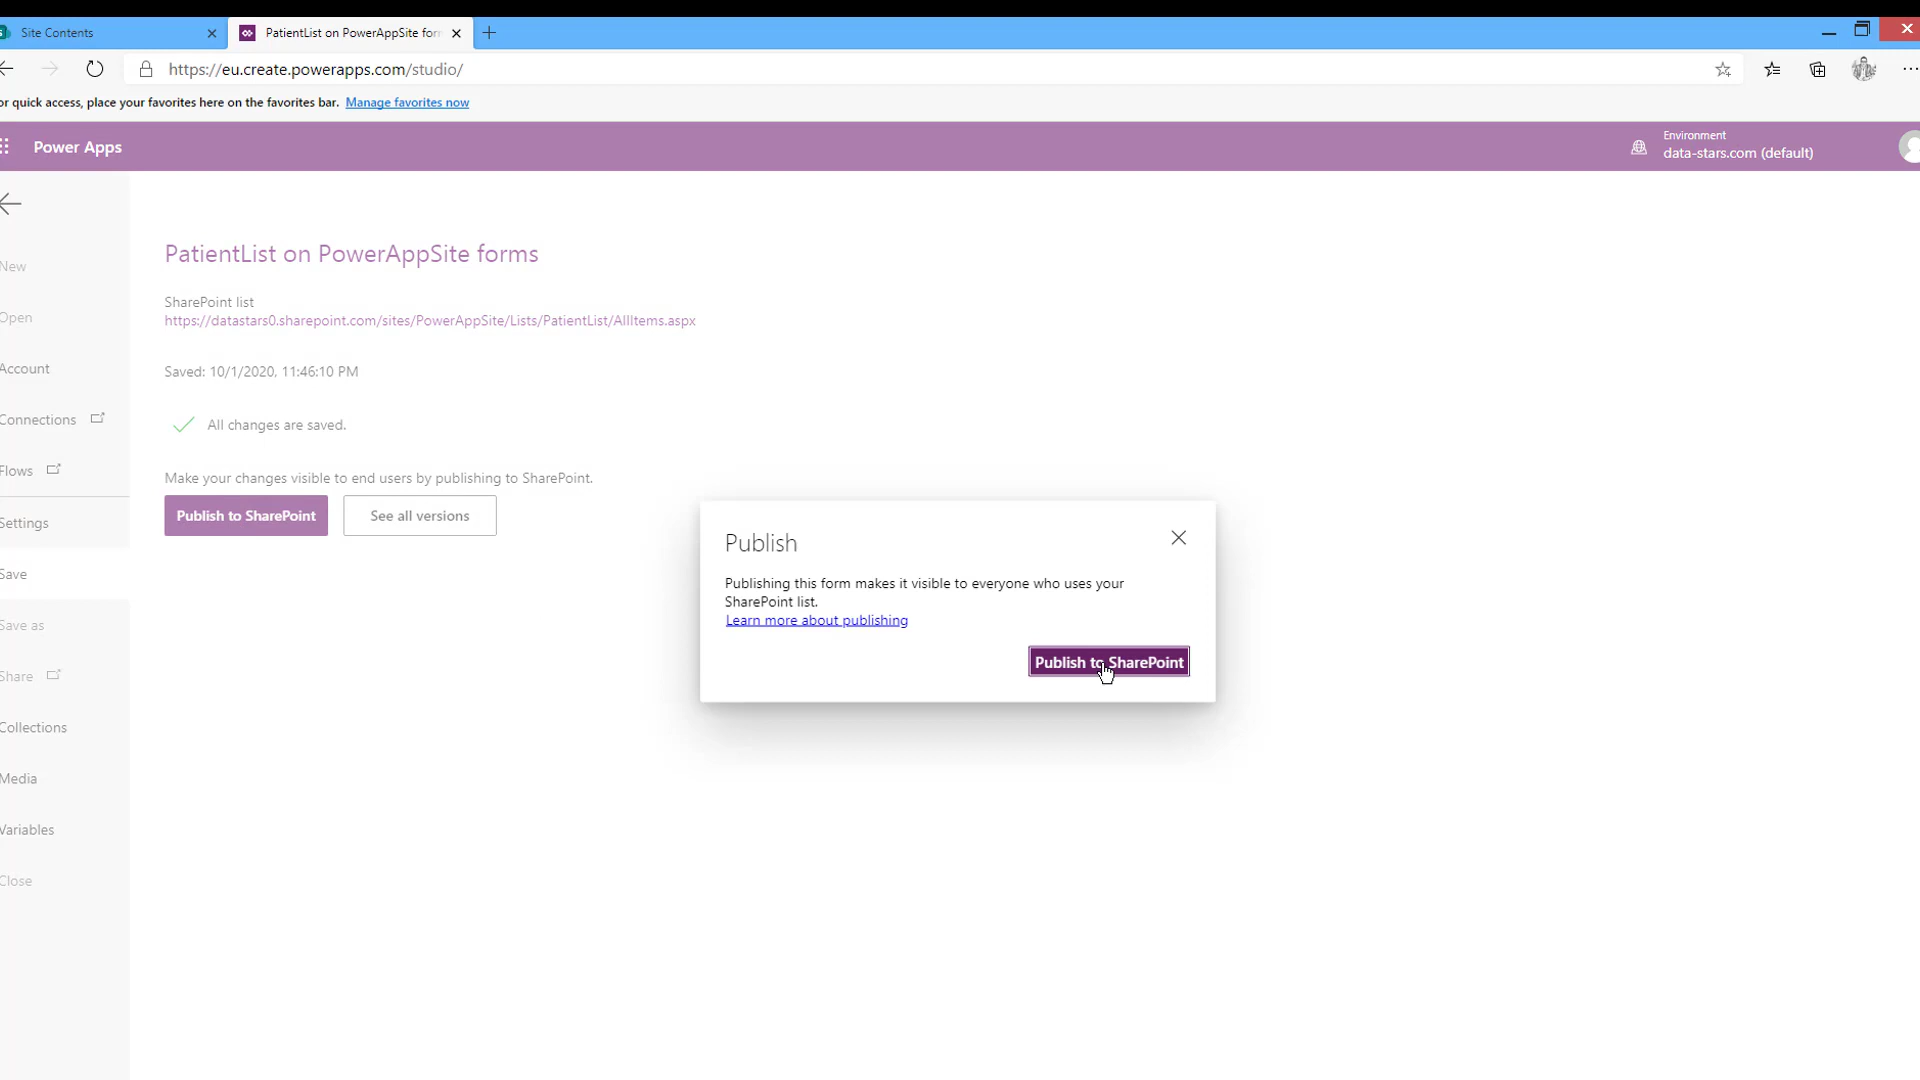 Site Contents
PatientList on PowerAppSite for
https://eu.create.powerapps.com/studio/
or quick access, place your favorites here on the favorites bar. Manage favorites now
Power Apps
Environment
data-stars.com (default)
New
Open
Account
Connections
Flows
Settings
Save
Save as
Share
Collections
Media
Variables
Close
PatientList on PowerAppSite forms
SharePoint list
https://datastars0.sharepoint.com/sites/PowerAppSite/Lists/PatientList/AllItems.aspx
Saved: 10/1/2020, 11:46:10 PM
All changes are saved.
Make your changes visible to end users by publishing to SharePoint.
Publish to SharePoint
See all versions
Publish
Publishing this form makes it visible to everyone who uses your
SharePoint list.
Learn more about publishing
Publish to SharePoint